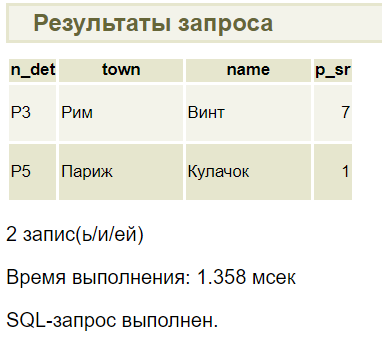 Результаты запроса
n_det town name p_sr
P3 Рим Винт 7
P5 Париж Кулачок 1
2 запис(ь/и/ей)
Время выполнения: 1.358 мсек
SQL-запрос выполнен.